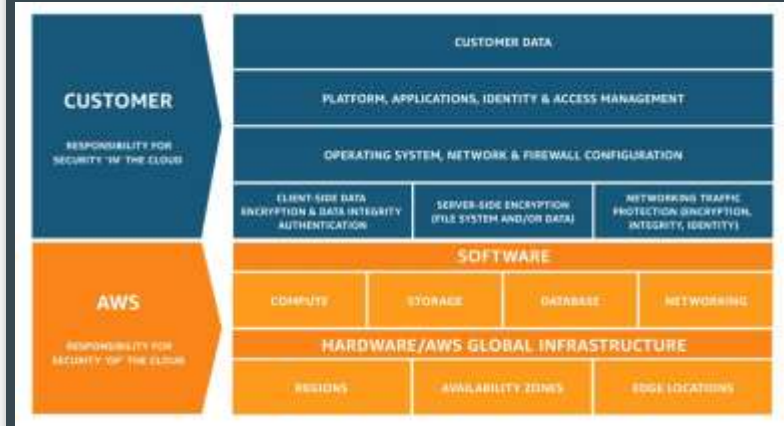 CUSTOMER
RESPONSIBILITY FOR
SECURITY 'IN' THE CLOUD
CUSTOMER DATA
PLATFORM, APPLICATIONS, IDENTITY & ACCESS MANAGEMENT
OPERATING SYSTEM, NETWORK & FIREWALL CONFIGURATION
CLIENT-SIDE DATA
ENCRYPTION & DATA INTEGRITY
AUTHENTICATION
SERVER-SIDE ENCRYPTION
(FILE SYSTEM AND/OR DATA)
NETWORKING TRAFFIC
PROTECTION (ENCRYPTION,
INTEGRITY, IDENTITY)
AWS
RESPONSIBILITY FOR
SECURITY 'OF' THE CLOUD
SOFTWARE
COMPUTE
STORAGE
DATABASE
NETWORKING
HARDWARE/AWS GLOBAL INFRASTRUCTURE
REGIONS
AVAILABILITY ZONES
EDGE LOCATIONS